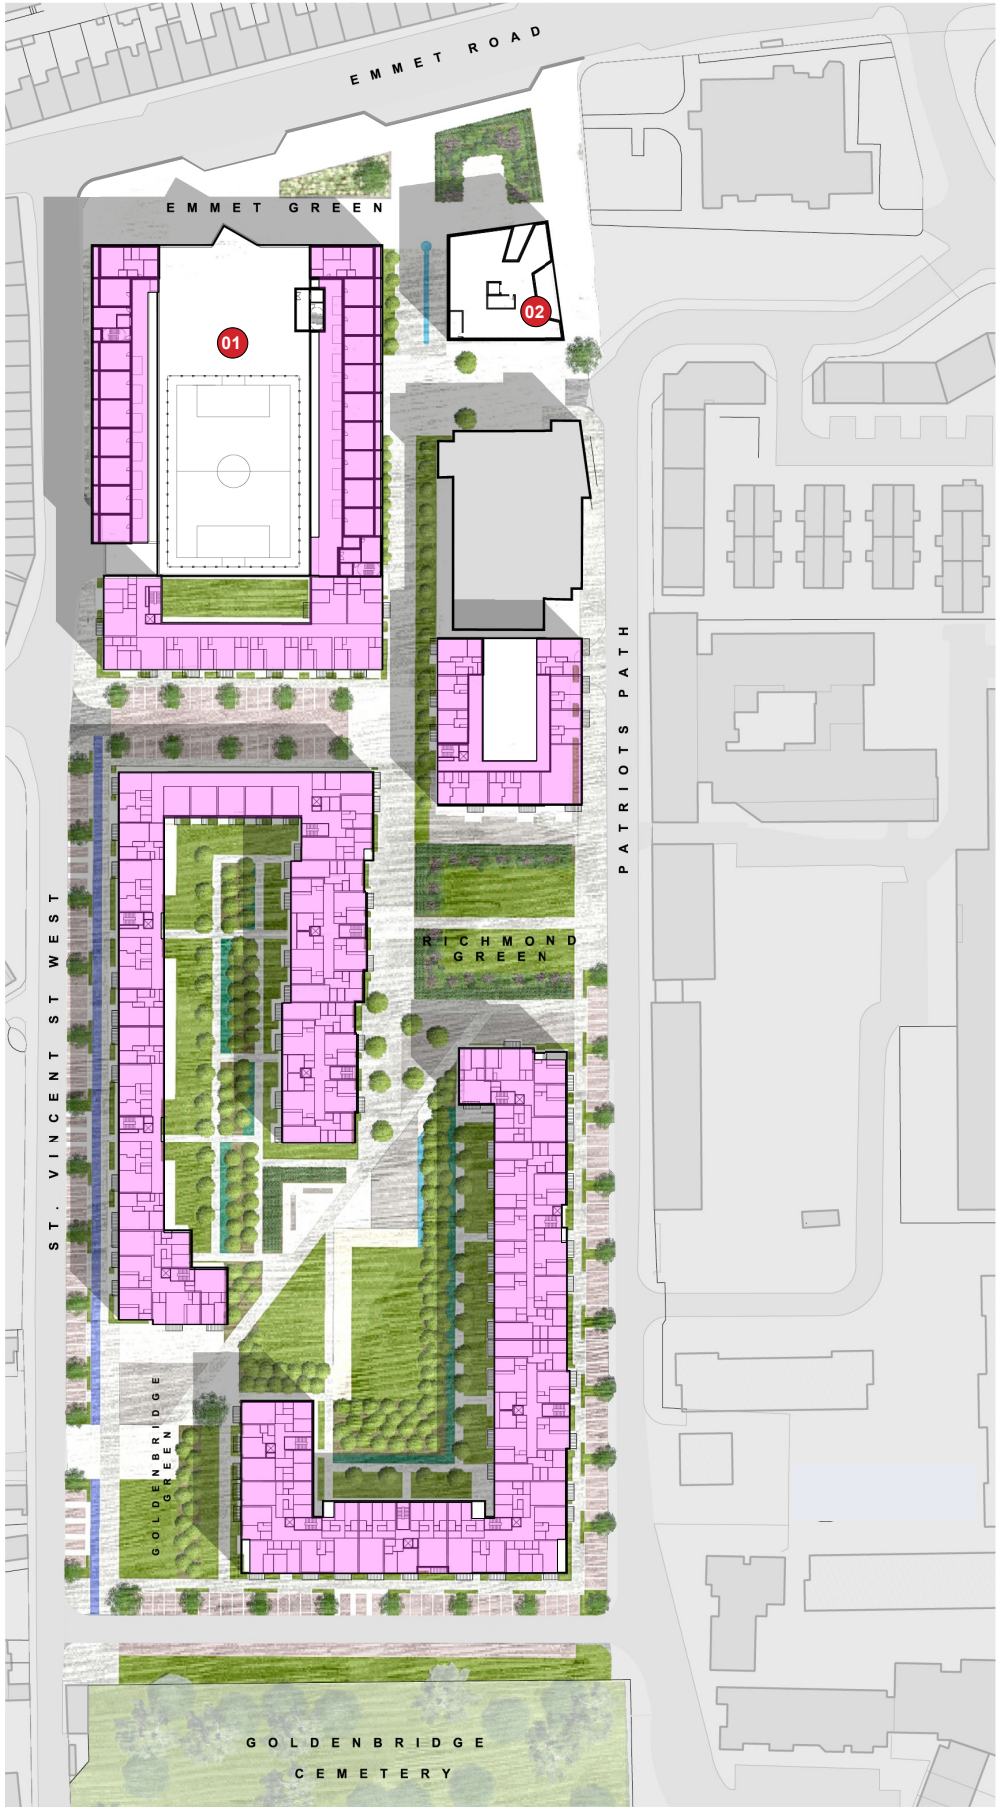 EMMET ROAD
EMMET GREEN
02
01
PATRIOTS PATH
ST. VINCENT ST WEST
RICHMOND
GREEN
GOLDENBRIDGE
GREEN
GOLDENBRIDGE
CEMETERY